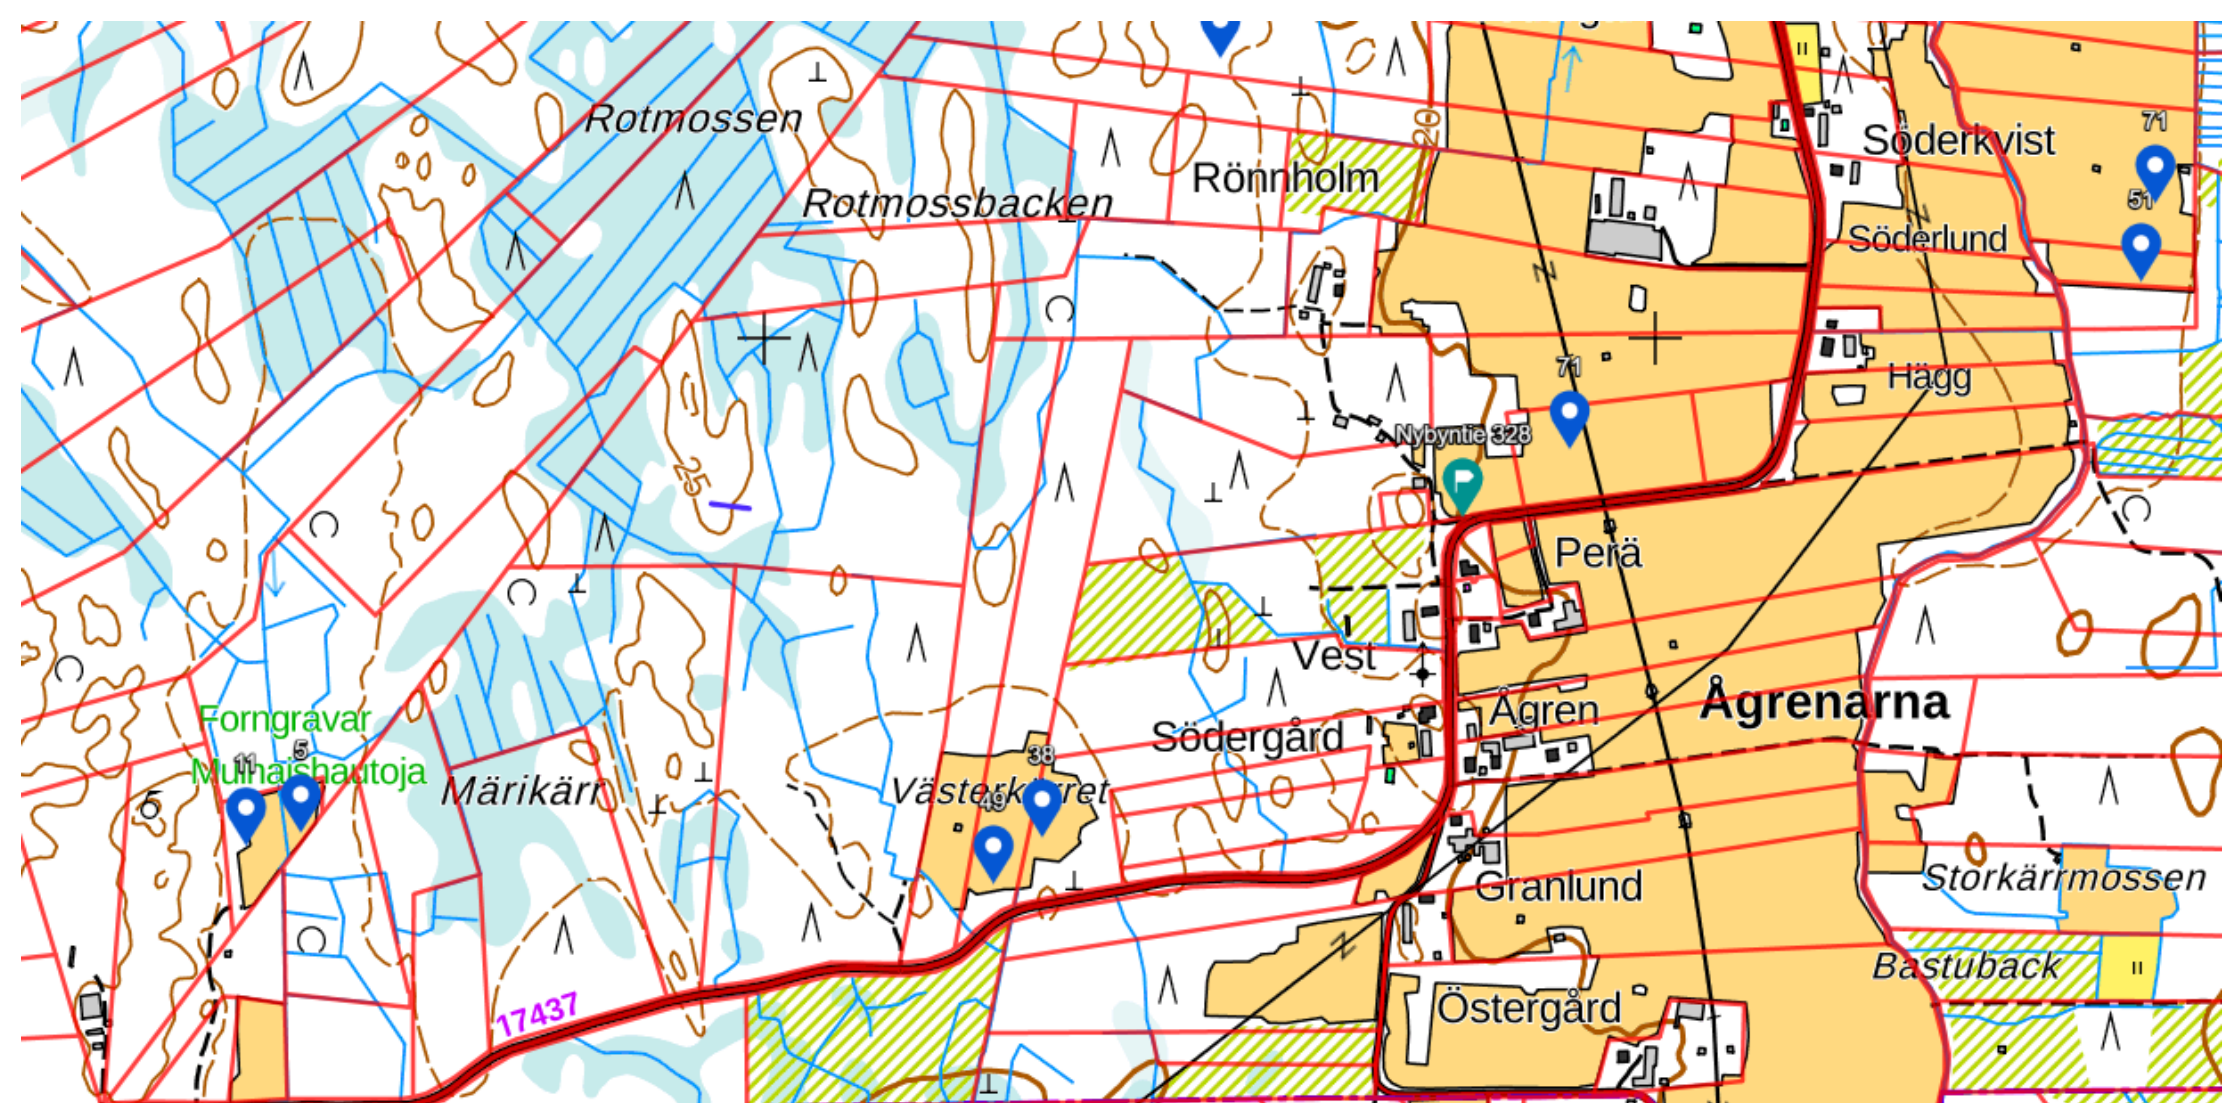 Rotmossen
20
71
Söderkvist
Rönnholm
Rotmossbacken
51
Söderlund
71
Hägg
Nybyntie 328
P
25
Perä
Vest
Ågrenarna
Ågren
Forngravar
Södergård
11
5
38
Muinaishautoja
Märikärr
Västerkärret
49
Storkärrmossen
Granlund
Bastuback
Östergård
17437